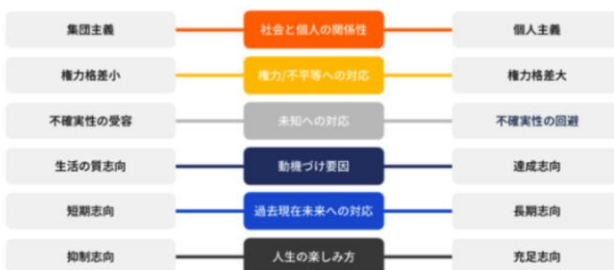 集団主義 社会と個人の関係性 個人主義
権力格差小 権力/不平等への対応 権力格差大
不確実性の受容 未知への対応 不確実性の回避
生活の質志向 動機づけ要因 達成志向
短期志向 過去現在未来への対応 長期志向
抑制志向 人生の楽しみ方 充足志向